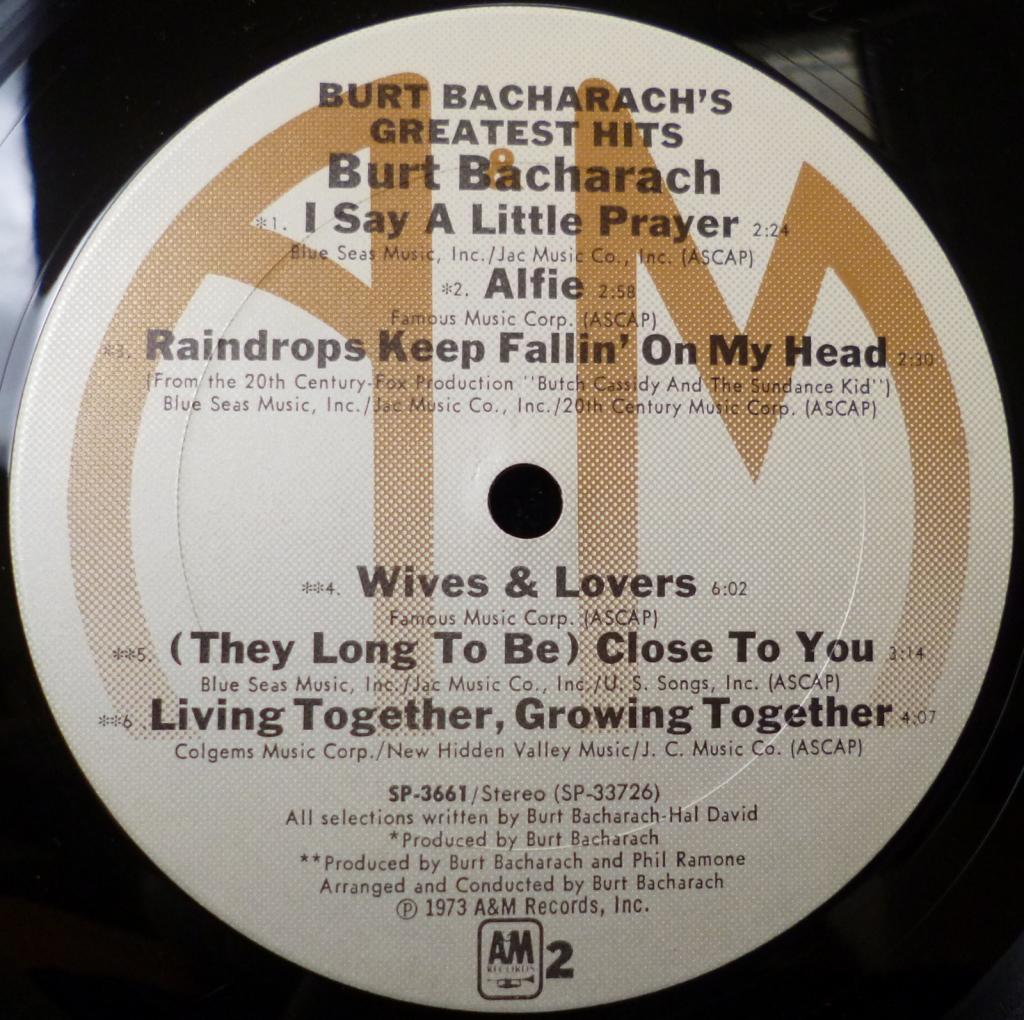 BURT BACHARACH'S
GREATEST HITS
Burt Bacharach
*1. I Say A Little Prayer 2:24
Blue Seas Music, Inc./Jac Music Co., Inc. (ASCAP)
*2. Alfie 2:58
Famous Music Corp. (ASCAP)
*3. Raindrops Keep Fallin' On My Head 2:30
(From the 20th Century-Fox Production "Butch Cassidy And The Sundance Kid")
Blue Seas Music, Inc./Jac Music Co., Inc./20th Century Music Corp. (ASCAP)
**4. Wives & Lovers 6:02
Famous Music Corp. (ASCAP)
**5. (They Long To Be) Close To You 3:14
Blue Seas Music, Inc./Jac Music Co., Inc./U. S. Songs, Inc. (ASCAP)
**6 Living Together, Growing Together 4:07
Colgems Music Corp./New Hidden Valley Music/J. C. Music Co. (ASCAP)
SP-3661/Stereo (SP-33726)
All selections written by Burt Bacharach-Hal David
*Produced by Burt Bacharach
**Produced by Burt Bacharach and Phil Ramone
Arranged and Conducted by Burt Bacharach
℗ 1973 A&M Records, Inc.
A&M RECORDS 2